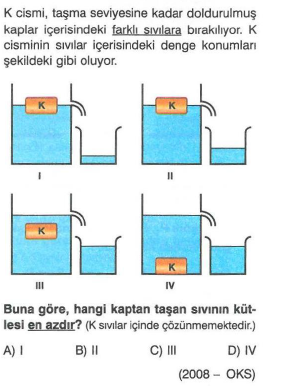 K cismi, taşma seviyesine kadar doldurulmuş
kaplar içerisindeki farklı sıvılara bırakılıyor. K
cisminin sıvılar içerisindeki denge konumları
şekildeki gibi oluyor.
K
K
I
II
K
K
III
IV
Buna göre, hangi kaptan taşan sıvının küt-
lesi en azdır? (K sıvılar içinde çözünmemektedir.)
A) I B) II C) III D) IV
(2008 – OKS)